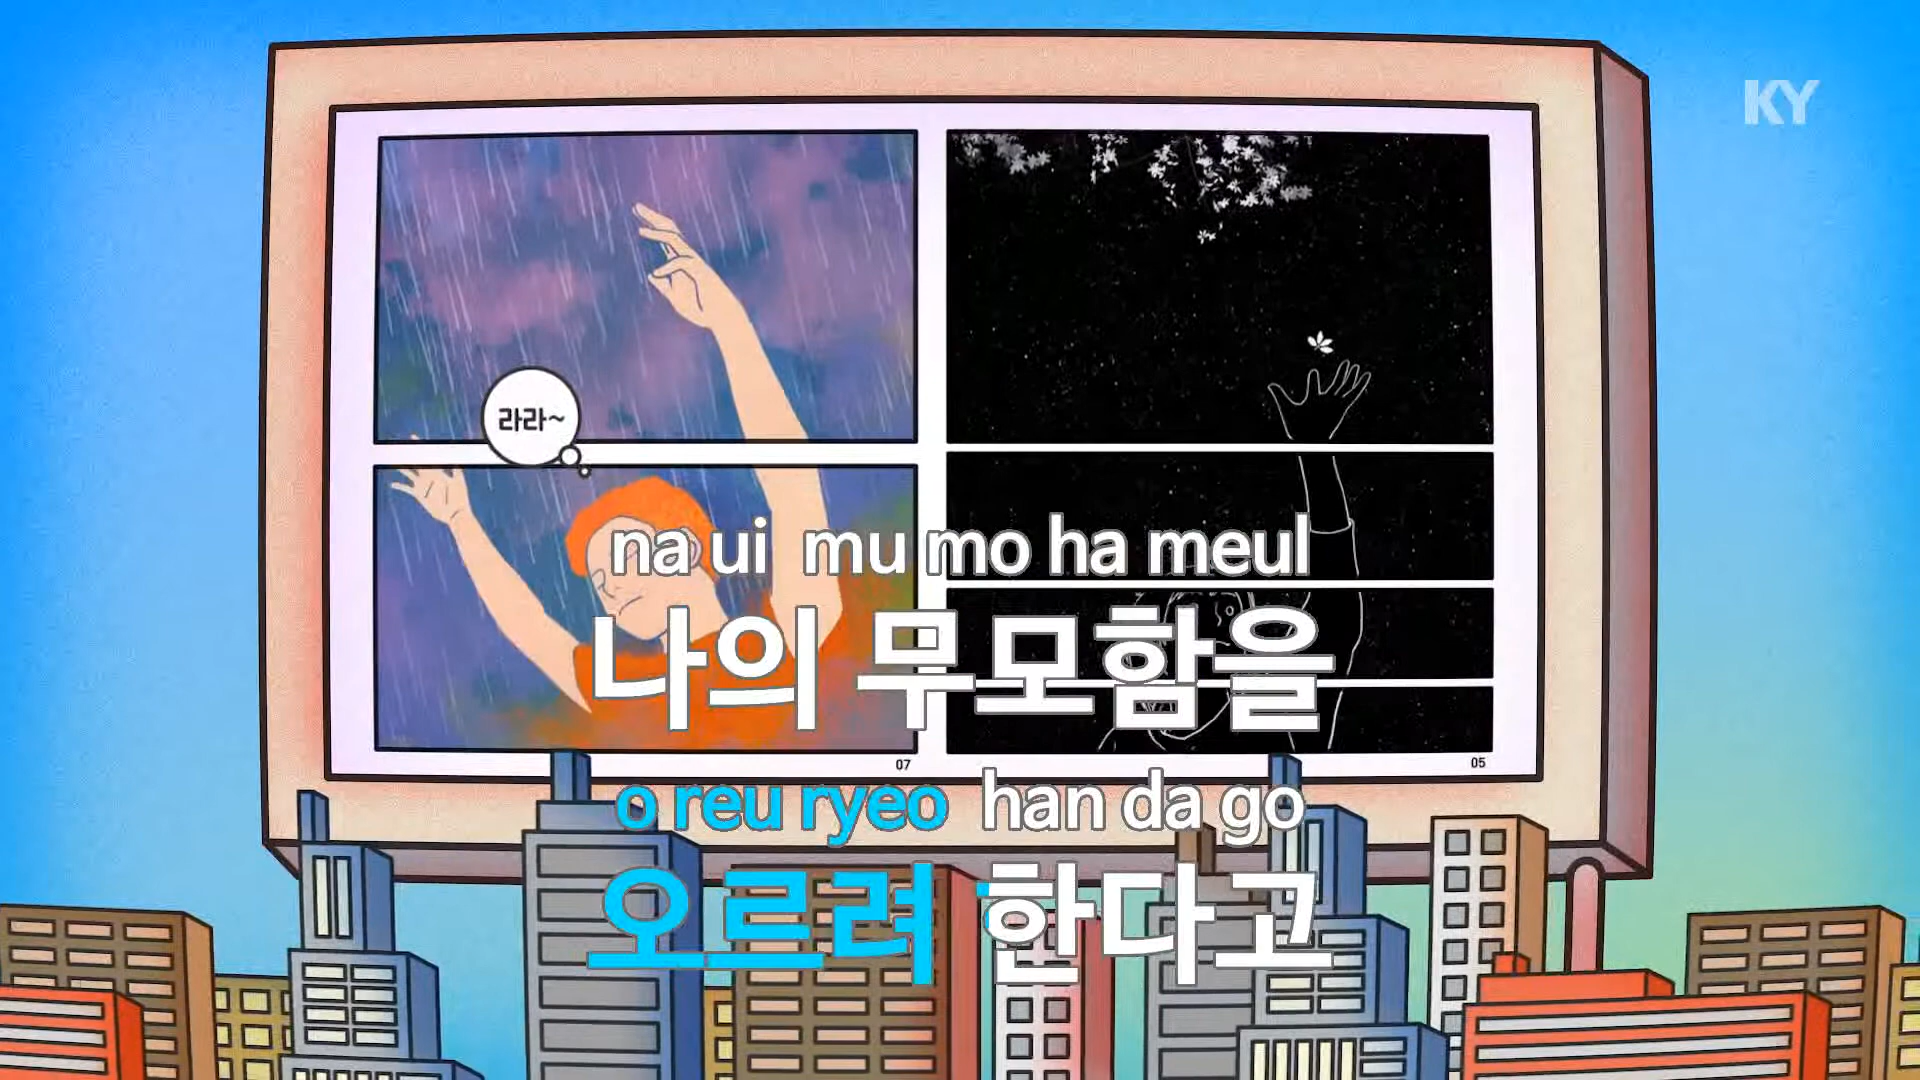 KY
라라~
na ui mu mo ha meul
나의 무모함을
07
05
o reu ryeo han da go
오르려 한다고